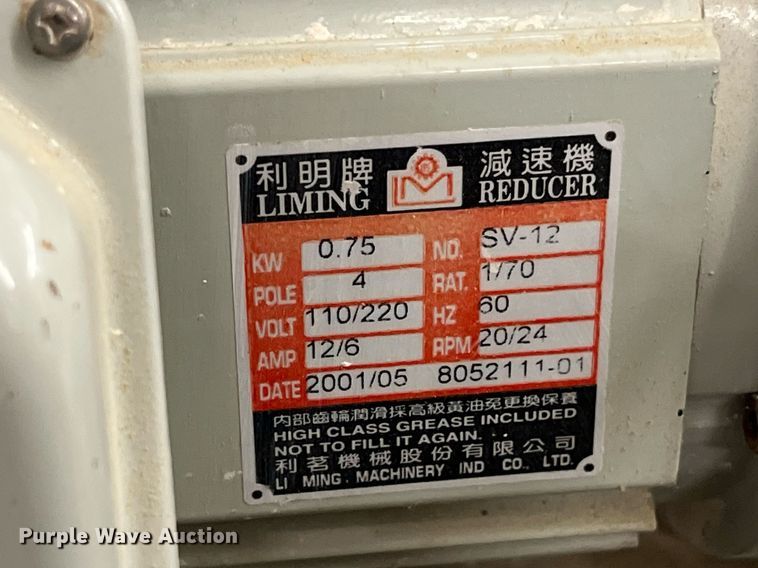 利明牌 LM 減速機
LIMING REDUCER
KW 0.75 NO. SV-12
POLE 4 RAT. 1/70
VOLT 110/220 HZ 60
AMP 12/6 RPM 20/24
DATE 2001/05 8052111-01
內部齒輪潤滑採高級黃油免更換保養
HIGH CLASS GREASE INCLUDED
NOT TO FILL IT AGAIN...
利茗機械股份有限公司
LI MING. MACHINERY IND CO., LTD.
Purple Wave Auction